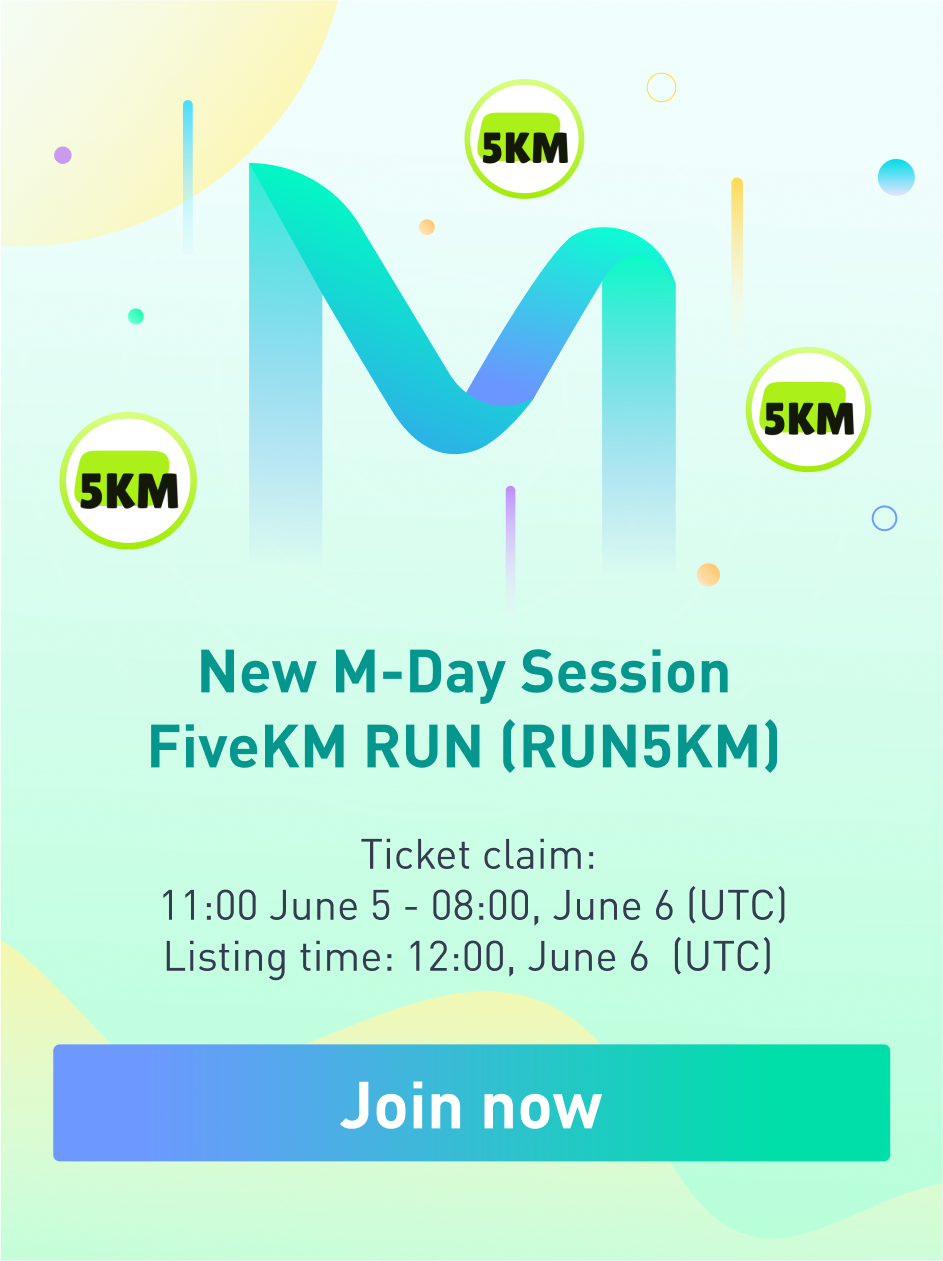 5KM
5KM
5KM
New M-Day Session
FiveKM RUN (RUN5KM)
Ticket claim:
11:00 June 5 - 08:00, June 6 (UTC)
Listing time: 12:00, June 6 (UTC)
Join now